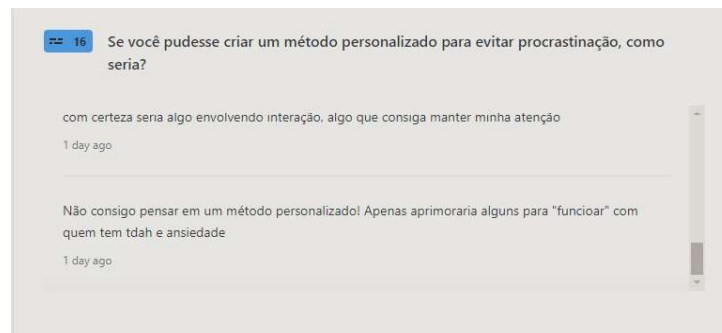 16
Se você pudesse criar um método personalizado para evitar procrastinação, como
seria?
com certeza seria algo envolvendo interação, algo que consiga manter minha atenção
1 day ago
Não consigo pensar em um método personalizado! Apenas aprimoraria alguns para "funcioar" com
quem tem tdah e ansiedade
1 day ago